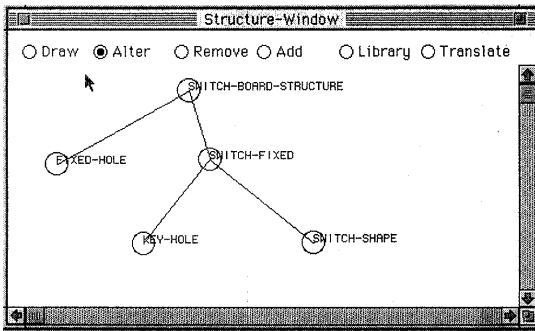 Structure-Window
Draw Alter Remove Add Library Translate
SWITCH-BOARD-STRUCTURE
FIXED-HOLE SWITCH-FIXED
KEY-HOLE SWITCH-SHAPE